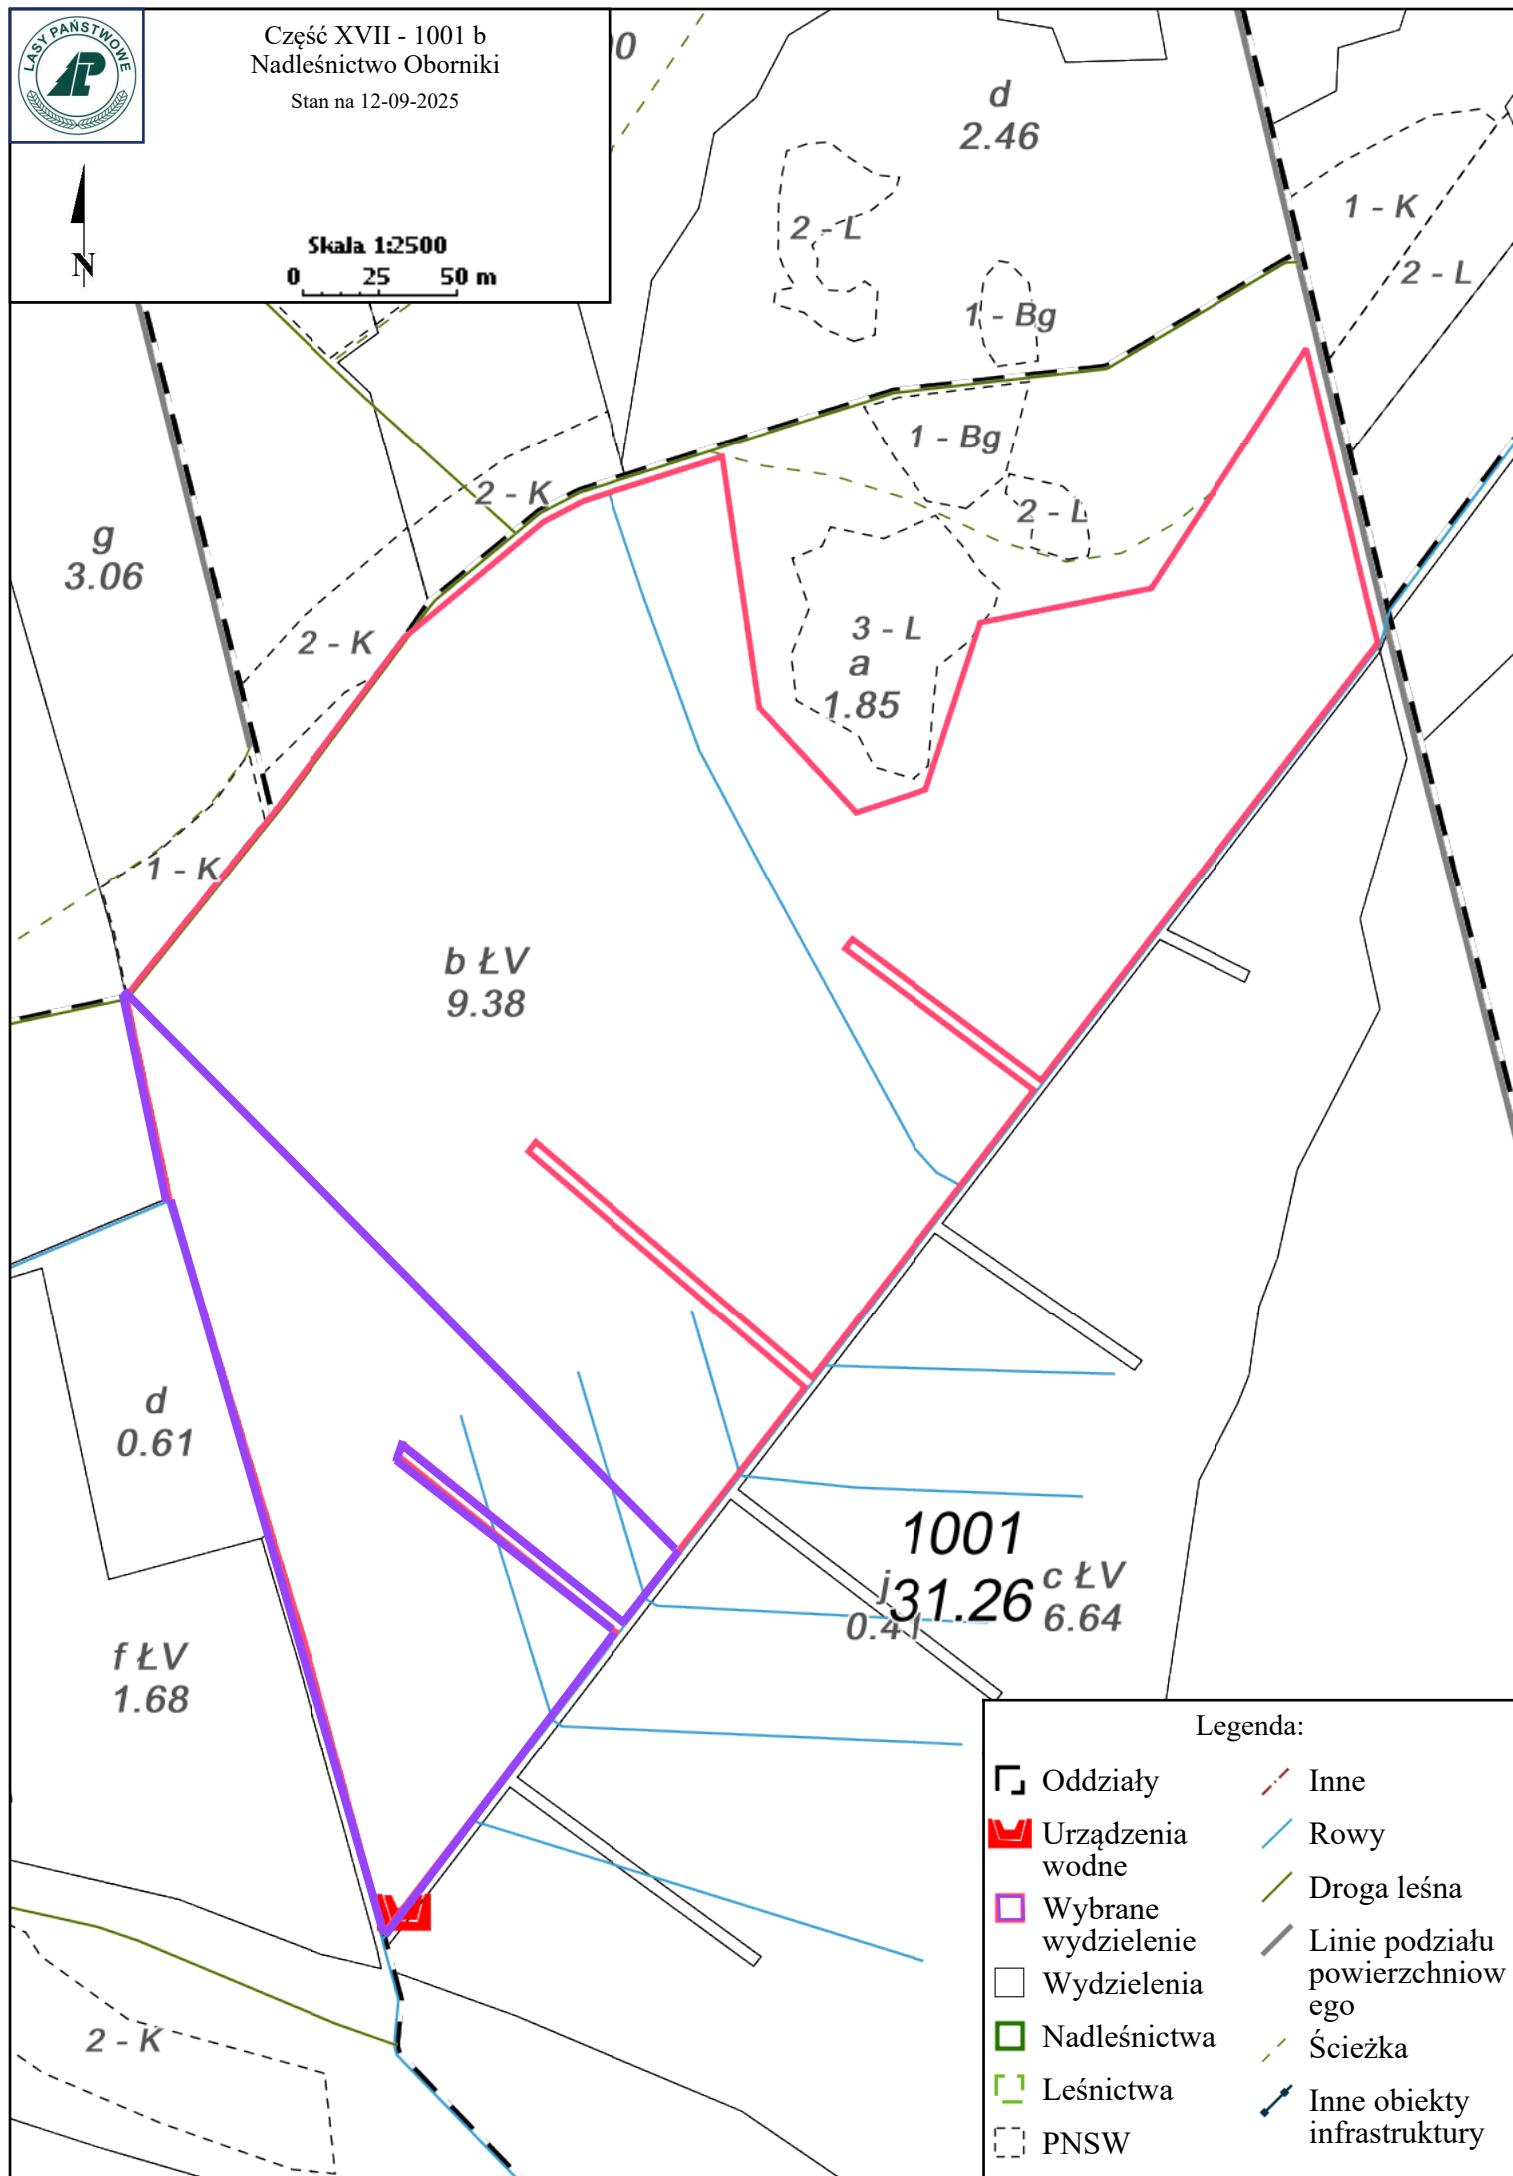 LASY PAŃSTWOWE
Część XVII - 1001 b
Nadleśnictwo Oborniki
Stan na 12-09-2025
N
Skala 1:2500
0 25 50 m
d
2.46
2 - L
1 - K
2 - L
1 - Bg
1 - Bg
2 - K
2 - L
g
3.06
2 - K
3 - L
a
1.85
1 - K
b ŁV
9.38
d
0.61
1001
31.26
j
0.41
c ŁV
6.64
f ŁV
1.68
2 - K
Legenda:
Oddziały
Urządzenia
wodne
Wybrane
wydzielenie
Wydzielenia
Nadleśnictwa
Leśnictwa
PNSW
Inne
Rowy
Droga leśna
Linie podziału
powierzchniow
ego
Ścieżka
Inne obiekty
infrastruktury